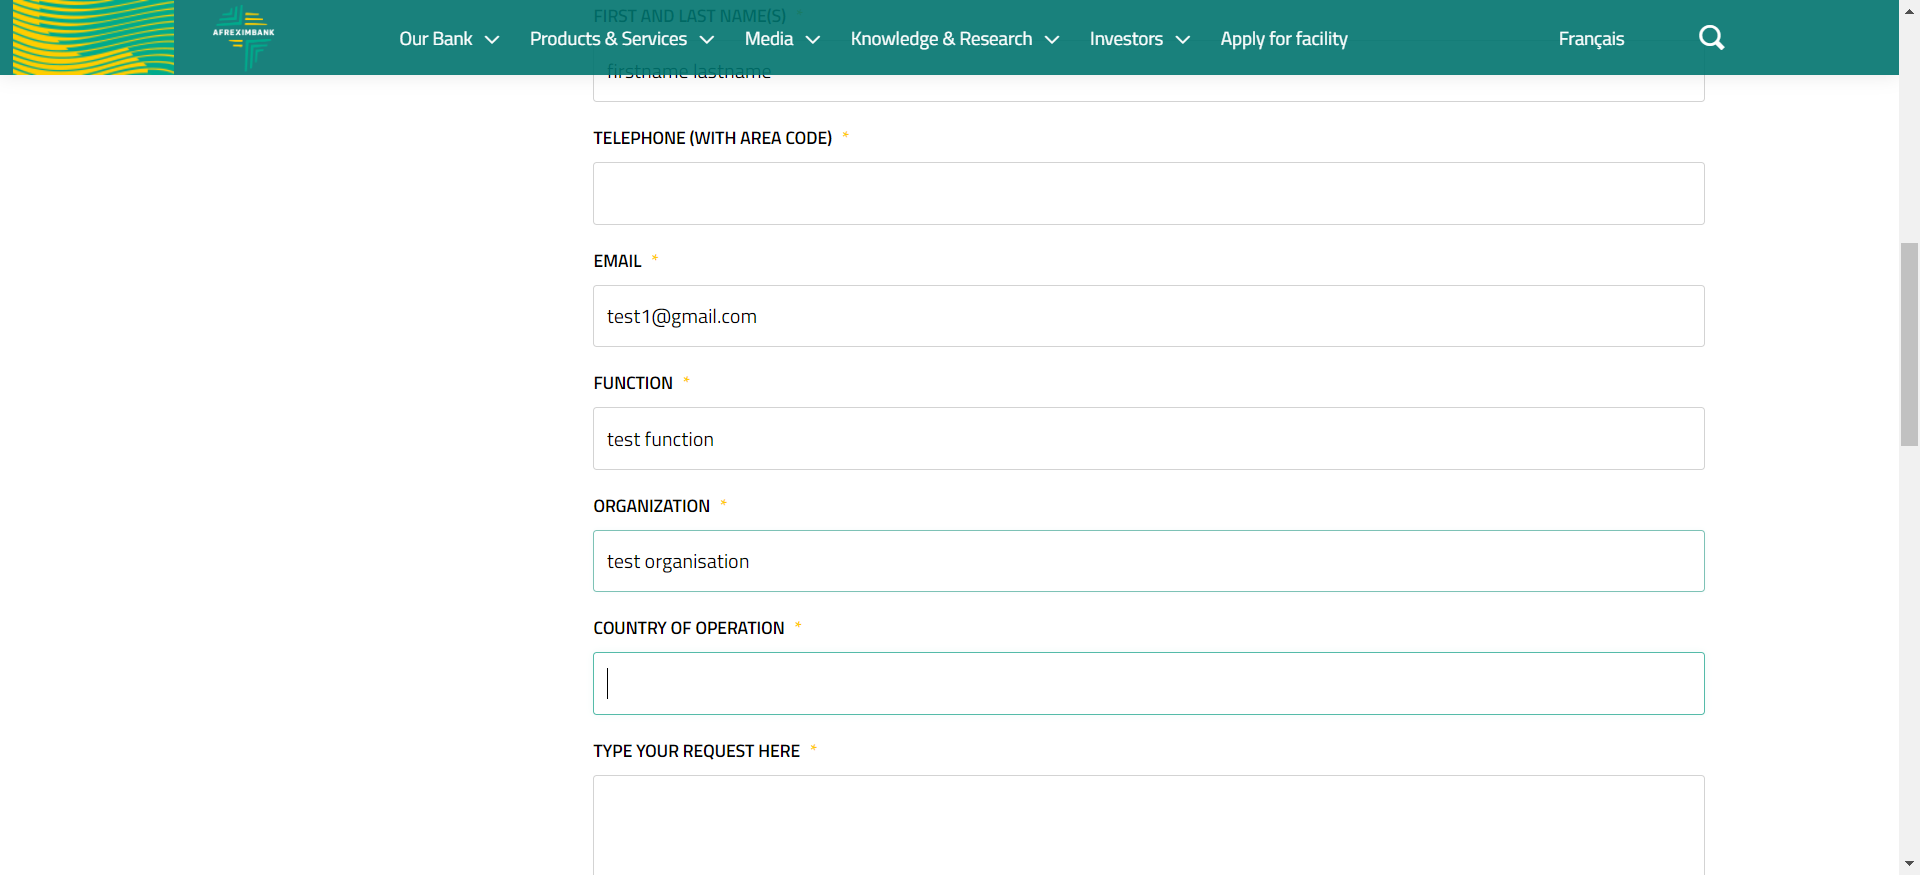 FIRST AND LAST NAME(S) *
AFREXIMBANK
Our Bank
Products & Services
Media
Knowledge & Research
Investors
Apply for facility
Français
firstname lastname
TELEPHONE (WITH AREA CODE) *
EMAIL *
test1@gmail.com
FUNCTION *
test function
ORGANIZATION *
test organisation
COUNTRY OF OPERATION *
TYPE YOUR REQUEST HERE *